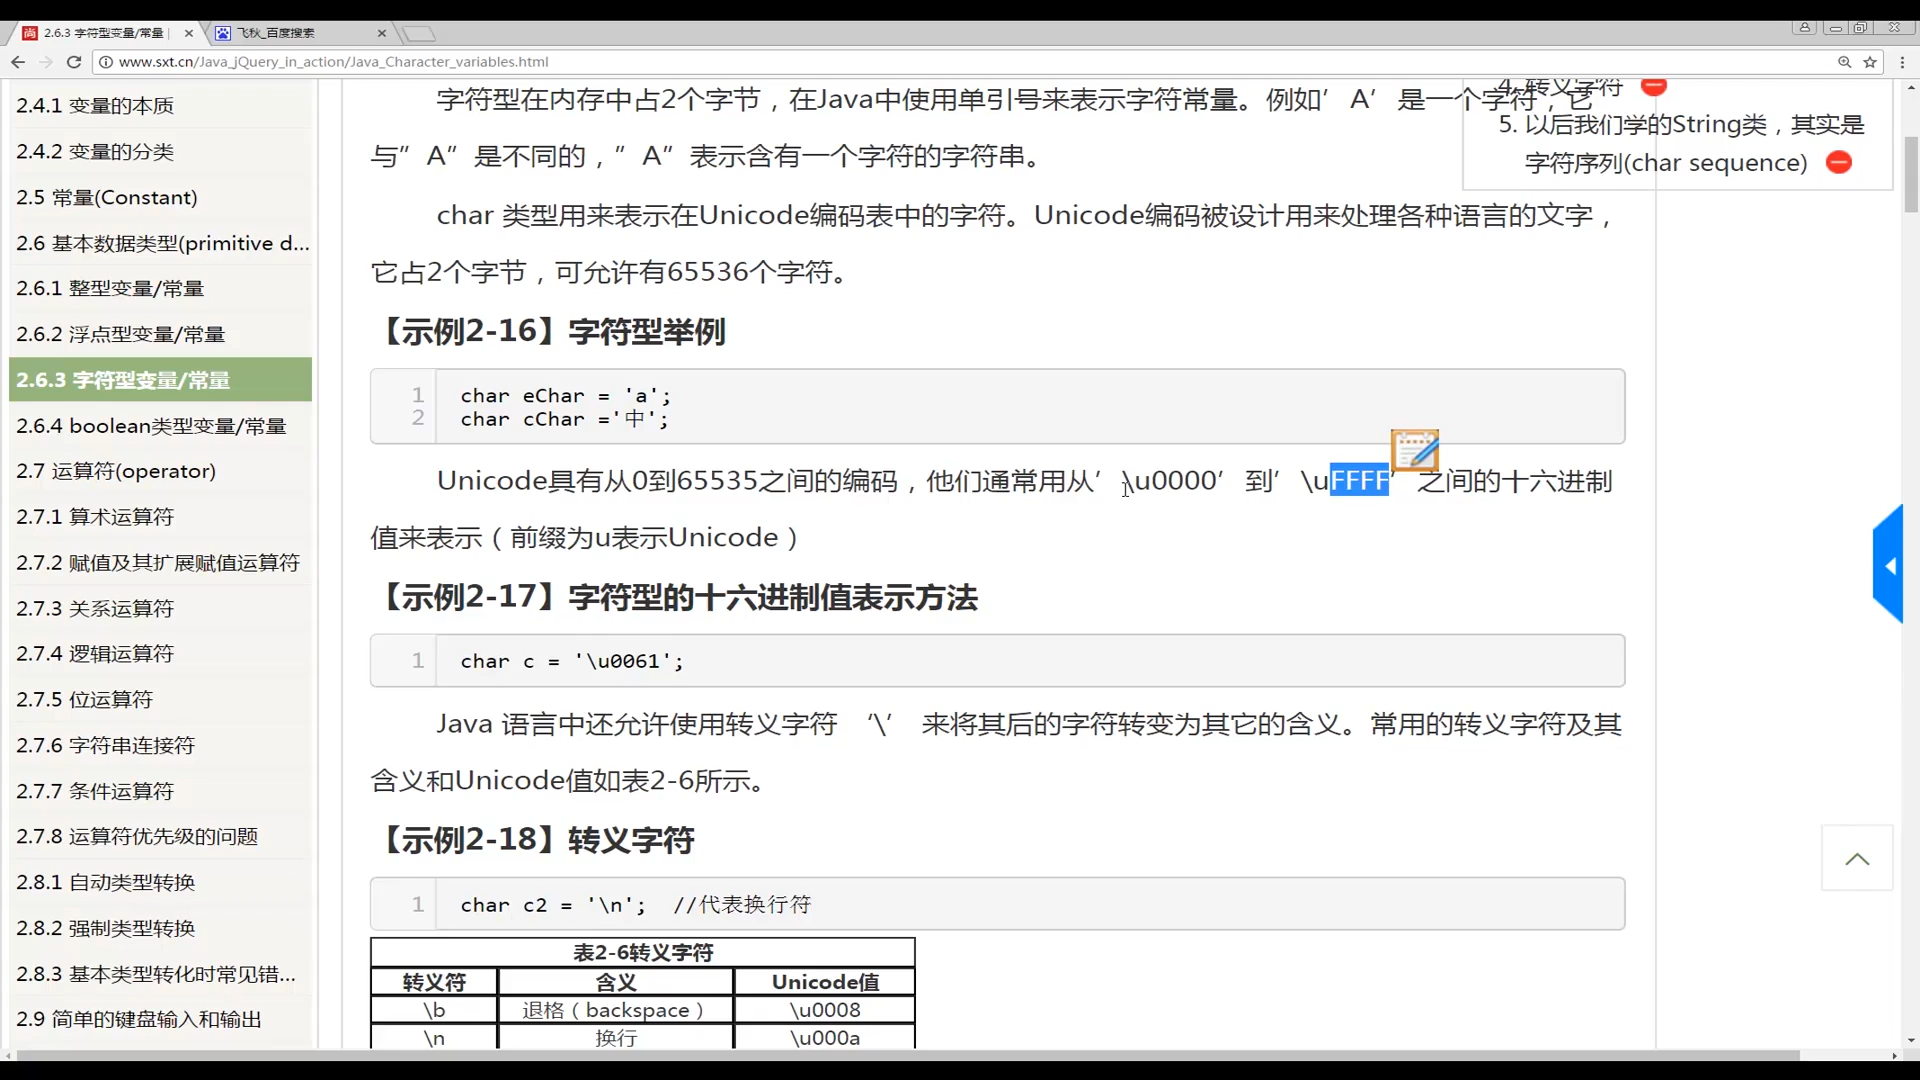 2.6.3 字符型变量/常量
飞秋_百度搜索
www.sxt.cn/Java_jQuery_in_action/Java_Character_variables.html
2.4.1 变量的本质
2.4.2 变量的分类
2.5 常量(Constant)
2.6 基本数据类型(primitive d...
2.6.1 整型变量/常量
2.6.2 浮点型变量/常量
2.6.3 字符型变量/常量
2.6.4 boolean类型变量/常量
2.7 运算符(operator)
2.7.1 算术运算符
2.7.2 赋值及其扩展赋值运算符
2.7.3 关系运算符
2.7.4 逻辑运算符
2.7.5 位运算符
2.7.6 字符串连接符
2.7.7 条件运算符
2.7.8 运算符优先级的问题
2.8.1 自动类型转换
2.8.2 强制类型转换
2.8.3 基本类型转化时常见错...
2.9 简单的键盘输入和输出
字符型在内存中占2个字节，在Java中使用单引号来表示字符常量。例如’A’是一个字符，它
与”A”是不同的，”A”表示含有一个字符的字符串。
char 类型用来表示在Unicode编码表中的字符。Unicode编码被设计用来处理各种语言的文字，
它占2个字节，可允许有65536个字符。
【示例2-16】字符型举例
1 char eChar = 'a';
2 char cChar ='中';
Unicode具有从0到65535之间的编码，他们通常用从’\u0000’到’\uFFFF’之间的十六进制
值来表示（前缀为u表示Unicode）
【示例2-17】字符型的十六进制值表示方法
1 char c = '\u0061';
Java 语言中还允许使用转义字符 ‘\’ 来将其后的字符转变为其它的含义。常用的转义字符及其
含义和Unicode值如表2-6所示。
【示例2-18】转义字符
1 char c2 = '\n'; //代表换行符
表2-6转义字符
转义符 含义 Unicode值
\b 退格（backspace） \u0008
\n 换行 \u000a
4. 转义字符
5. 以后我们学的String类，其实是
字符序列(char sequence)